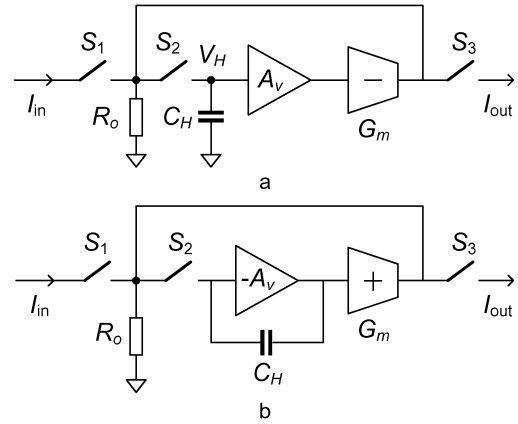 S1 S2 VH S3
Iin Ro CH Av − Gm Iout
a
S1 S2 S3
Iin Ro -Av + Gm Iout
CH
b